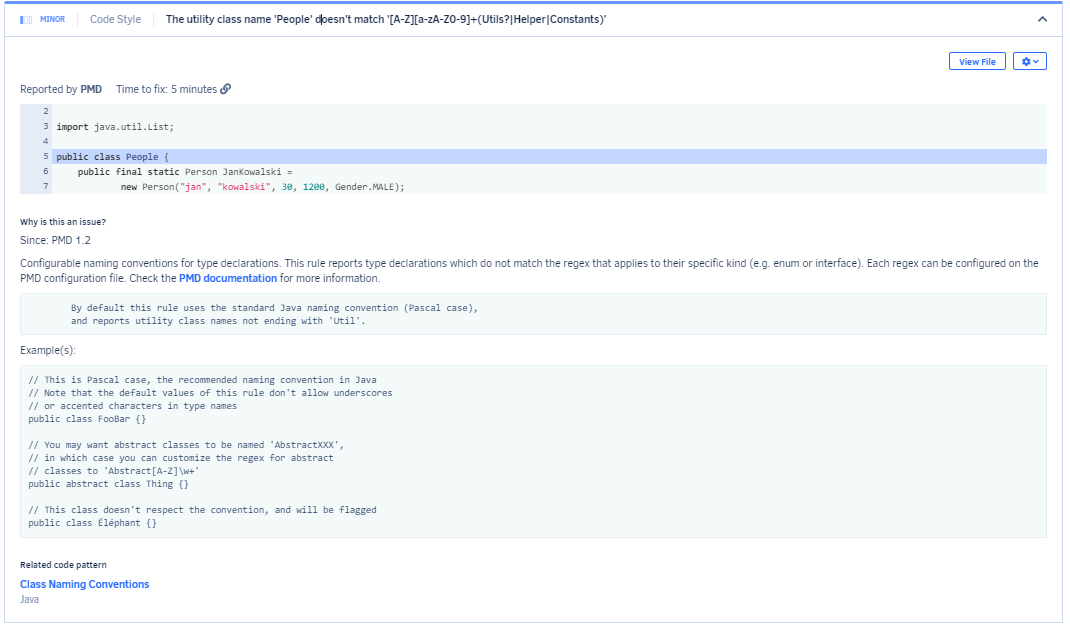 MINOR Code Style The utility class name 'People' doesn't match '[A-Z][a-zA-Z0-9]+(Utils?|Helper|Constants)'
View File
Reported by PMD Time to fix: 5 minutes
2
3 import java.util.List;
4
5 public class People {
6 public final static Person JanKowalski =
7 new Person("jan", "kowalski", 30, 1200, Gender.MALE);
Why is this an issue?
Since: PMD 1.2
Configurable naming conventions for type declarations. This rule reports type declarations which do not match the regex that applies to their specific kind (e.g. enum or interface). Each regex can be configured on the
PMD configuration file. Check the PMD documentation for more information.
By default this rule uses the standard Java naming convention (Pascal case),
and reports utility class names not ending with 'Util'.
Example(s):
// This is Pascal case, the recommended naming convention in Java
// Note that the default values of this rule don't allow underscores
// or accented characters in type names
public class FooBar {}
// You may want abstract classes to be named 'AbstractXXX',
// in which case you can customize the regex for abstract
// classes to 'Abstract[A-Z]\w+'
public abstract class Thing {}
// This class doesn't respect the convention, and will be flagged
public class Éléphant {}
Related code pattern
Class Naming Conventions
Java